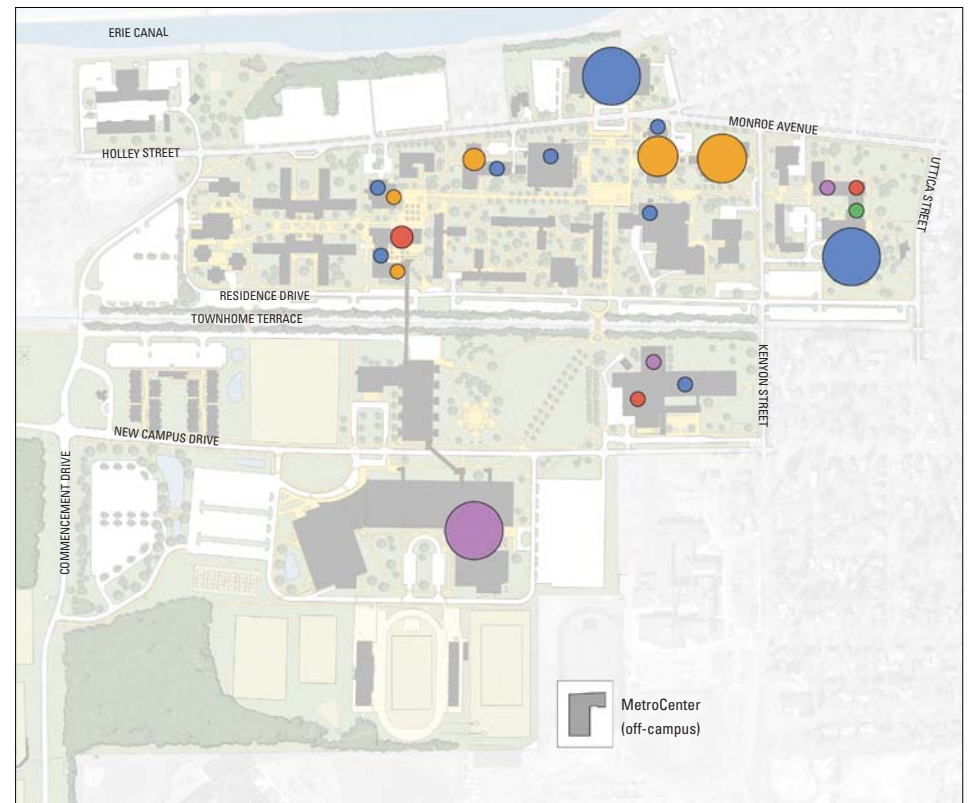 ERIE CANAL
MONROE AVENUE
HOLLEY STREET
UTTICA STREET
RESIDENCE DRIVE
TOWNHOME TERRACE
KENYON STREET
NEW CAMPUS DRIVE
COMMENCEMENT DRIVE
MetroCenter
(off-campus)